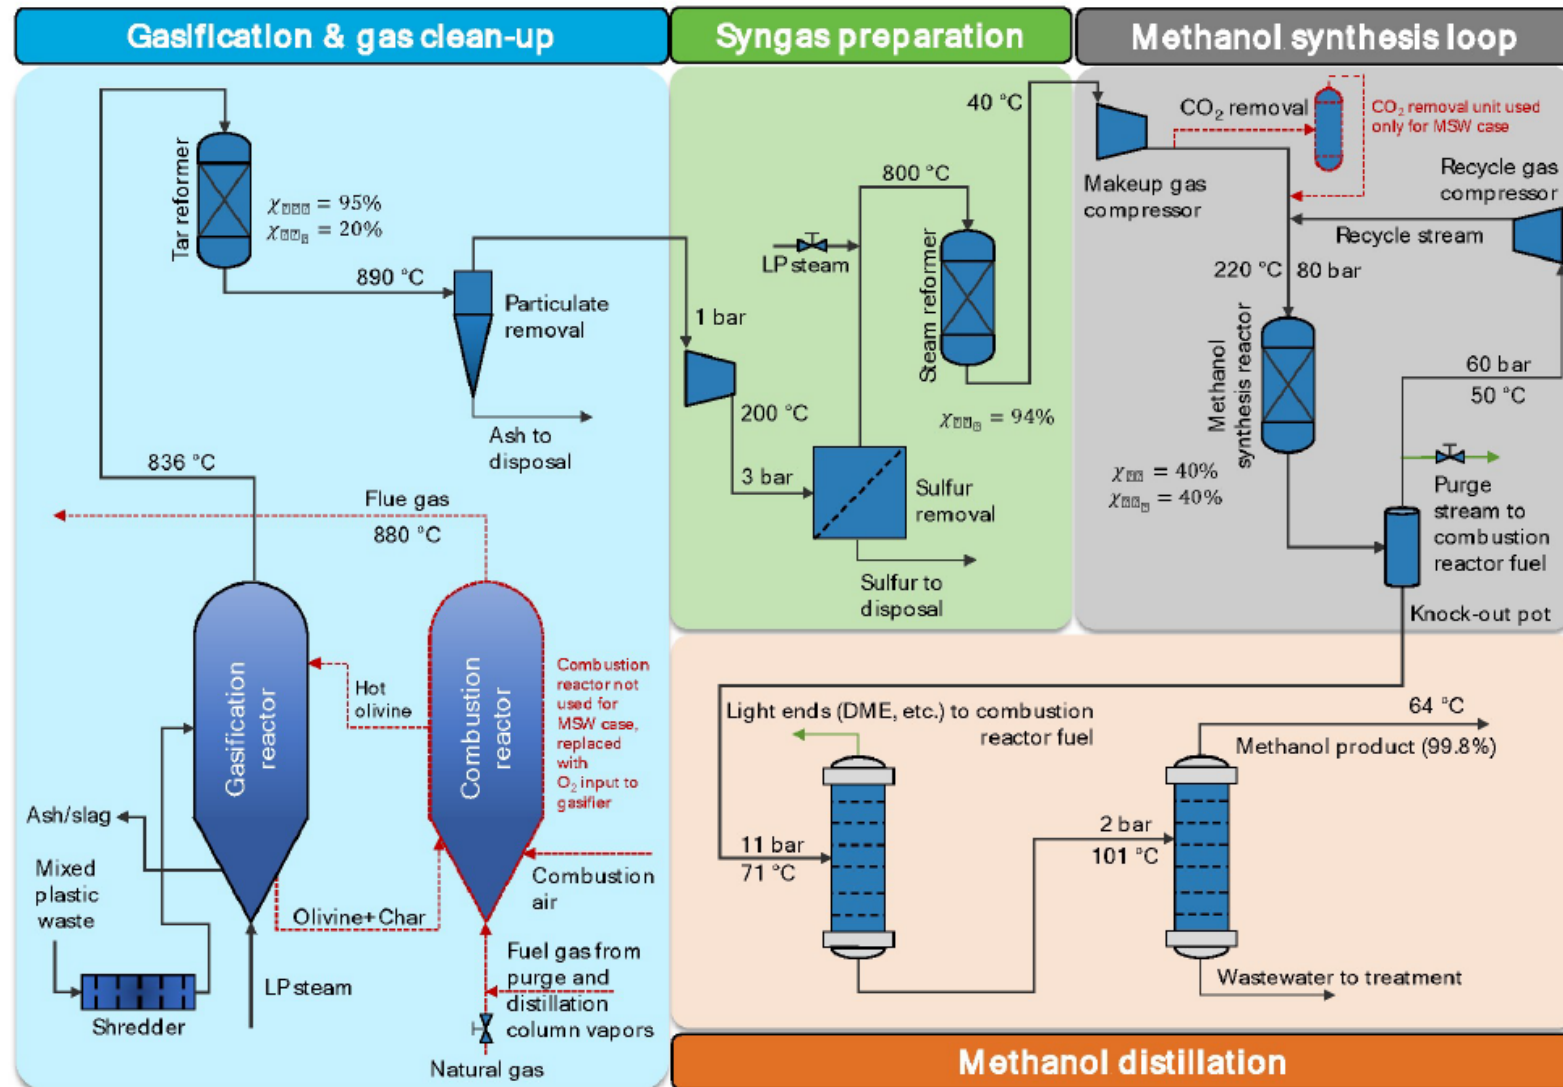 Gasification & gas clean-up
Syngas preparation
Methanol synthesis loop
Tar reformer
= 95%
= 20%
890 °C
Particulate
removal
Ash to
disposal
836 °C
Flue gas
880 °C
Gasification
reactor
Hot
olivine
Combustion
reactor
Combustion
reactor not
used for
MSW case,
replaced
with
O₂ input to
gasifier
Ash/slag
Mixed
plastic
waste
Shredder
LP steam
Olivine+ Char
Combustion
air
Fuel gas from
purge and
distillation
column vapors
Natural gas
1 bar
200 °C
3 bar
LP steam
800 °C
40 °C
Steam reformer
= 94%
Sulfur
removal
Sulfur to
disposal
CO₂ removal
CO₂ removal unit used
only for MSW case
Makeup gas
compressor
Recycle gas
compressor
Recycle stream
220 °C
80 bar
Methanol
synthesis reactor
= 40%
= 40%
60 bar
50 °C
Purge
stream to
combustion
reactor fuel
Knock-out pot
Light ends (DME, etc.) to combustion
reactor fuel
11 bar
71 °C
2 bar
101 °C
64 °C
Methanol product (99.8%)
Wastewater to treatment
Methanol distillation